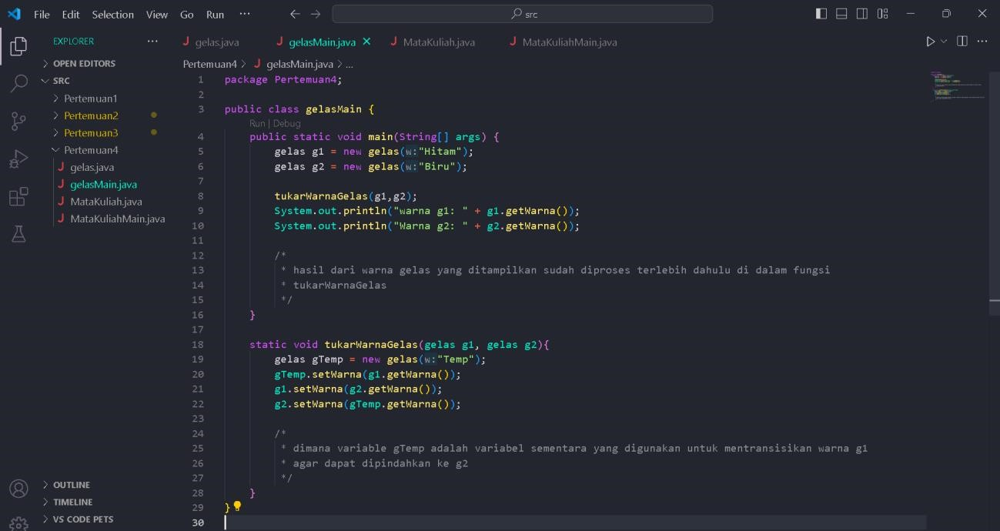 File Edit Selection View Go Run ... src
EXPLORER ...
gelas.java gelasMain.java MataKuliah.java MataKuliahMain.java
OPEN EDITORS
SRC
Pertemuan1
Pertemuan2
Pertemuan3
Pertemuan4
gelas.java
gelasMain.java
MataKuliah.java
MataKuliahMain.java
OUTLINE
TIMELINE
VS CODE PETS
Pertemuan4 > gelasMain.java > ...
1 package Pertemuan4;
2
3 public class gelasMain {
Run | Debug
4 public static void main(String[] args) {
5 gelas g1 = new gelas(w:"Hitam");
6 gelas g2 = new gelas(w:"Biru");
7
8 tukarWarnaGelas(g1,g2);
9 System.out.println("warna g1: " + g1.getWarna());
10 System.out.println("Warna g2: " + g2.getWarna());
11
12 /*
13 * hasil dari warna gelas yang ditampilkan sudah diproses terlebih dahulu di dalam fungsi
14 * tukarWarnaGelas
15 */
16 }
17
18 static void tukarWarnaGelas(gelas g1, gelas g2){
19 gelas gTemp = new gelas(w:"Temp");
20 gTemp.setWarna(g1.getWarna());
21 g1.setWarna(g2.getWarna());
22 g2.setWarna(gTemp.getWarna());
23
24 /*
25 * dimana variable gTemp adalah variabel sementara yang digunakan untuk mentransisikan warna g1
26 * agar dapat dipindahkan ke g2
27 */
28 }
29 }
30